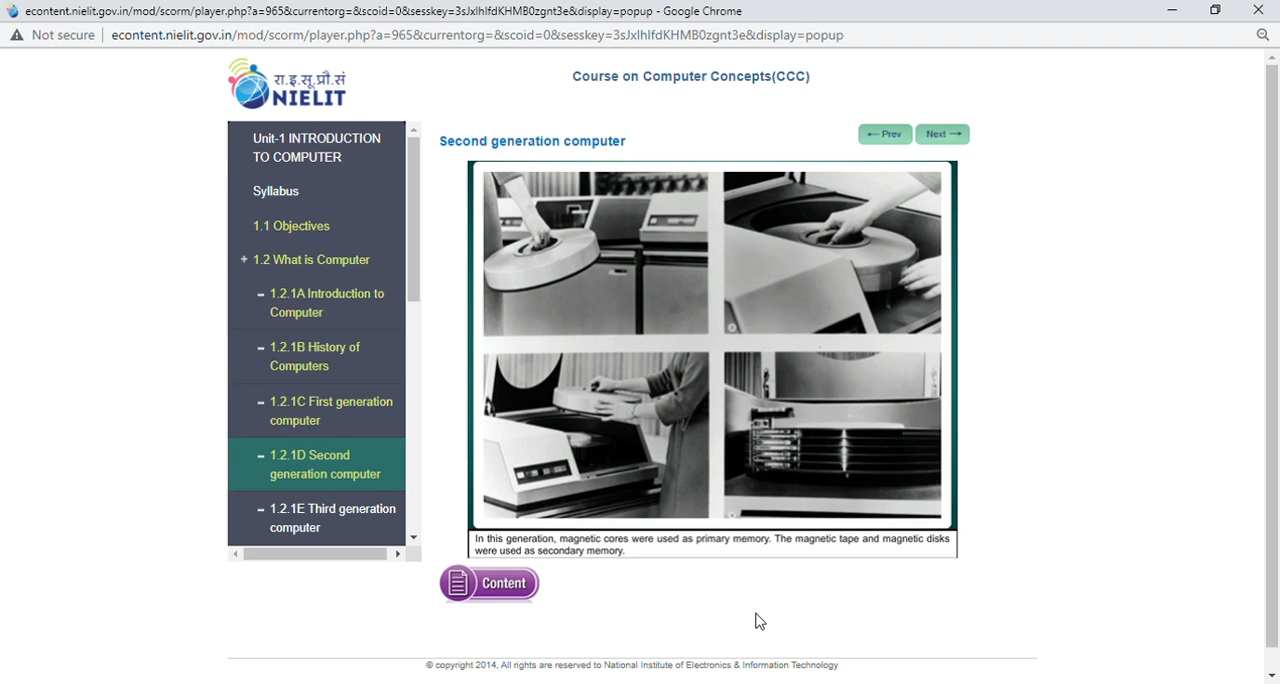 econtent.nielit.gov.in/mod/scorm/player.php?a=965&currentorg=&scoid=0&sesskey=3sJxlhlfdKHMB0zgnt3e&display=popup - Google Chrome
Not secure econtent.nielit.gov.in/mod/scorm/player.php?a=965&currentorg=&scoid=0&sesskey=3sJxlhlfdKHMB0zgnt3e&display=popup
रा.इ.सू.प्रौ.सं
NIELIT
Course on Computer Concepts(CCC)
Unit-1 INTRODUCTION
TO COMPUTER
Syllabus
1.1 Objectives
+ 1.2 What is Computer
– 1.2.1A Introduction to
Computer
– 1.2.1B History of
Computers
– 1.2.1C First generation
computer
– 1.2.1D Second
generation computer
– 1.2.1E Third generation
computer
Second generation computer
← Prev
Next →
In this generation, magnetic cores were used as primary memory. The magnetic tape and magnetic disks
were used as secondary memory.
Content
© copyright 2014, All rights are reserved to National Institute of Electronics & Information Technology